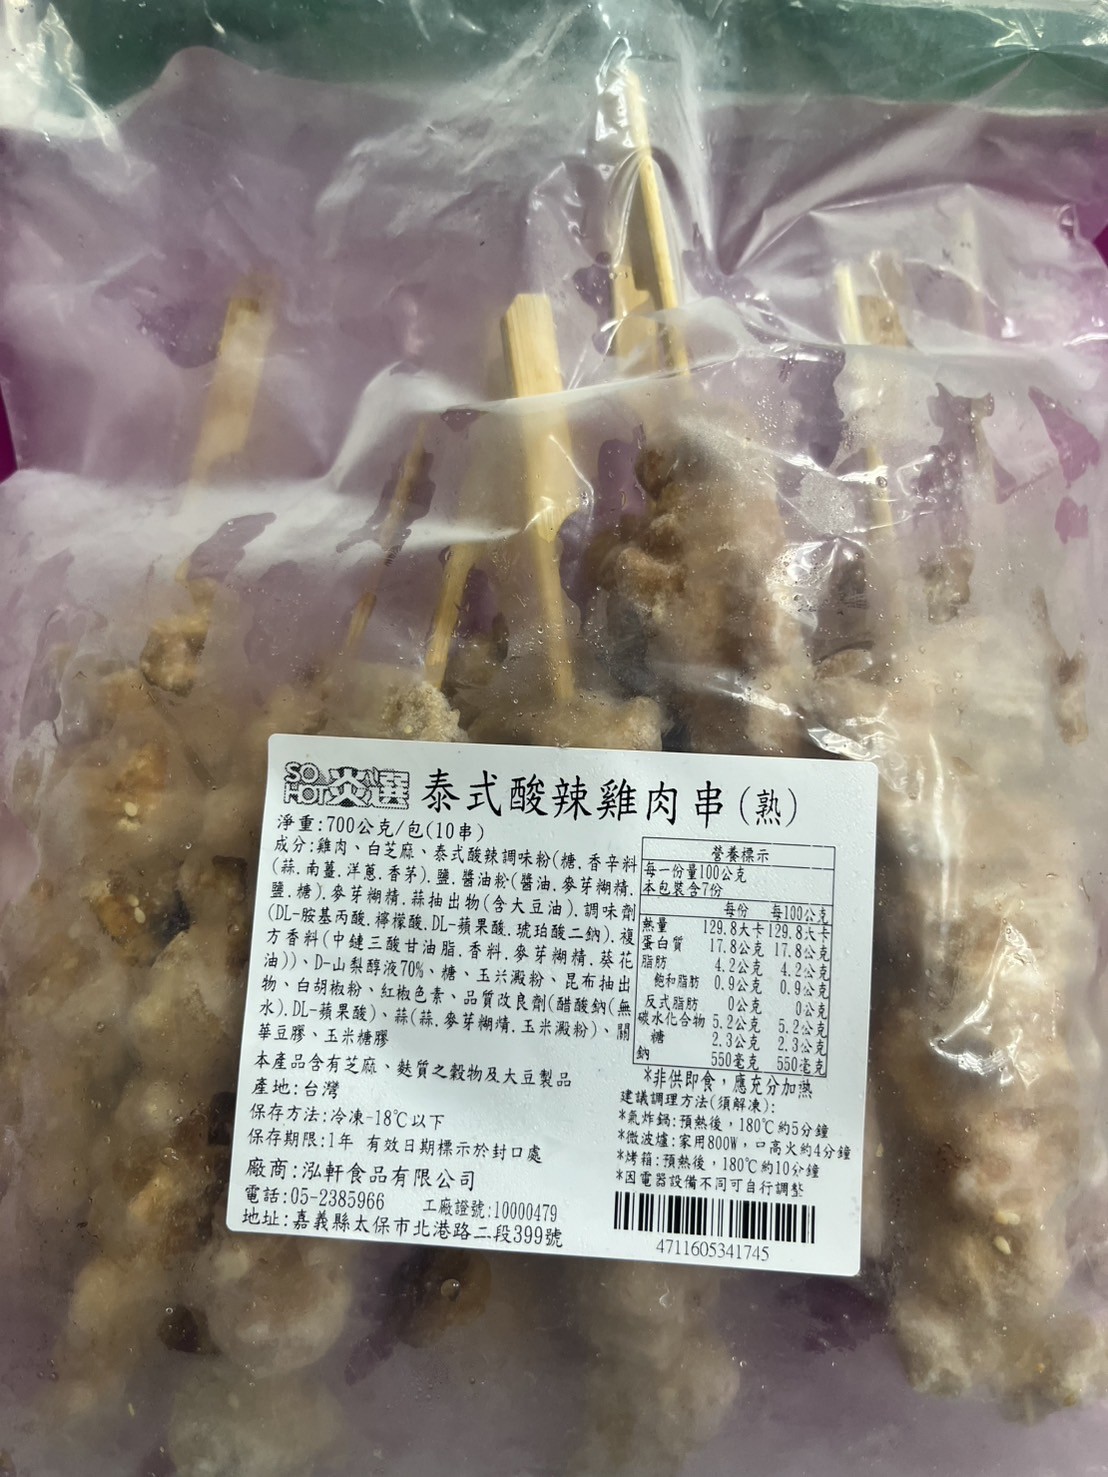 SO HOT 炎選 泰式酸辣雞肉串(熟)
淨重:700公克/包(10串)
成分:雞肉、白芝麻、泰式酸辣調味粉(糖.香辛料
(蒜.南薑.洋蔥.香茅).鹽.醬油粉(醬油.麥芽糊精.
鹽.糖).麥芽糊精.蒜抽出物(含大豆油).調味劑
(DL-胺基丙酸.檸檬酸.DL-蘋果酸.琥珀酸二鈉).複
方香料(中鏈三酸甘油脂.香料.麥芽糊精.葵花
油))、D-山梨醇液70%、糖、玉米澱粉、昆布抽出
物、白胡椒粉、紅椒色素、品質改良劑(醋酸鈉(無
水).DL-蘋果酸)、蒜(蒜.麥芽糊精.玉米澱粉)、關
華豆膠、玉米糖膠
本產品含有芝麻、麩質之穀物及大豆製品
產地:台灣
保存方法:冷凍-18℃以下
保存期限:1年 有效日期標示於封口處
廠商:泓軒食品有限公司
電話:05-2385966 工廠證號:10000479
地址:嘉義縣太保市北港路二段399號
營養標示
每一份量100公克
本包裝含7份
每份 每100公克
熱量 129.8大卡 129.8大卡
蛋白質 17.8公克 17.8公克
脂肪 4.2公克 4.2公克
飽和脂肪 0.9公克 0.9公克
反式脂肪 0公克 0公克
碳水化合物 5.2公克 5.2公克
糖 2.3公克 2.3公克
鈉 550毫克 550毫克
*非供即食，應充分加熱
建議調理方法(須解凍):
*氣炸鍋:預熱後，180℃約5分鐘
*微波爐:家用800W，口高火約4分鐘
*烤箱:預熱後，180℃約10分鐘
*因電器設備不同可自行調整
4711605341745